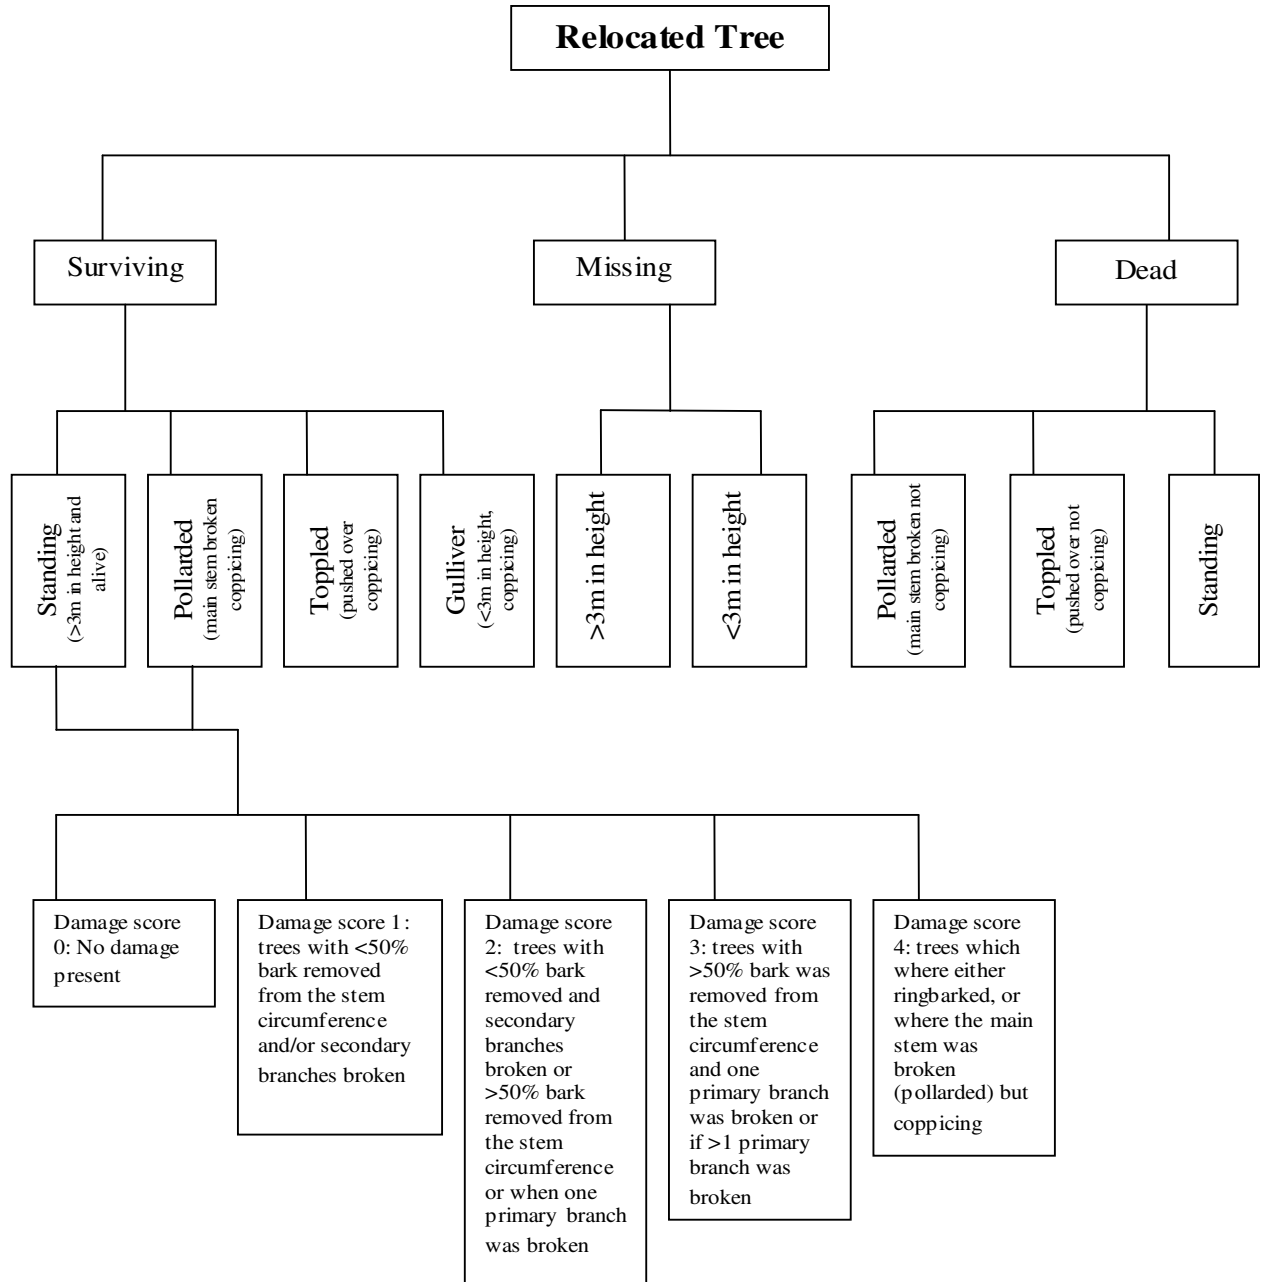 Relocated Tree
Surviving
Missing
Dead
Standing
(>3m in height and
alive)
Pollarded
(main stem broken
coppicing)
Toppled
(pushed over
coppicing)
Gulliver
(<3m in height,
coppicing)
>3m in height
<3m in height
Pollarded
(main stem broken not
coppicing)
Toppled
(pushed over not
coppicing)
Standing
Damage score
0: No damage
present
Damage score 1:
trees with <50%
bark removed
from the stem
circumference
and/or secondary
branches broken
Damage score
2: trees with
<50% bark
removed and
secondary
branches
broken or
>50% bark
removed from
the stem
circumference
or when one
primary branch
was broken
Damage score
3: trees with
>50% bark was
removed from
the stem
circumference
and one
primary branch
was broken or
if >1 primary
branch was
broken
Damage score
4: trees which
where either
ringbarked, or
where the main
stem was
broken
(pollarded) but
coppicing